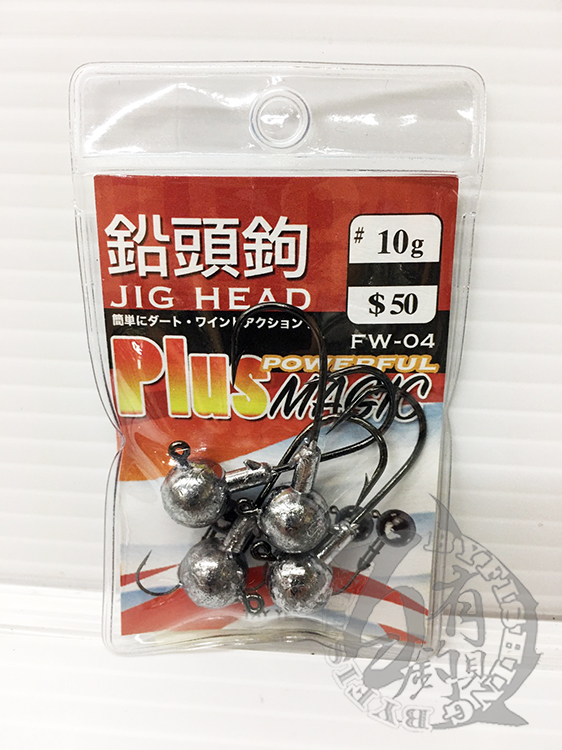 鉛頭鉤
JIG HEAD
# 10g
$50
簡単にダート・ワインドアクション
FW-04
POWERFUL
Plus MAGIC
BYFISHING